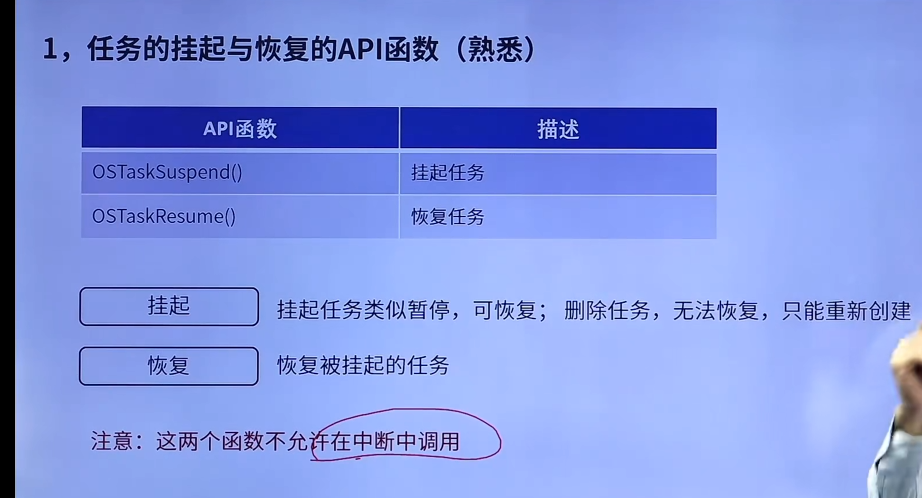 1，任务的挂起与恢复的API函数（熟悉）
API函数 描述
OSTaskSuspend() 挂起任务
OSTaskResume() 恢复任务
挂起 挂起任务类似暂停，可恢复； 删除任务，无法恢复，只能重新创建
恢复 恢复被挂起的任务
注意：这两个函数不允许在中断中调用